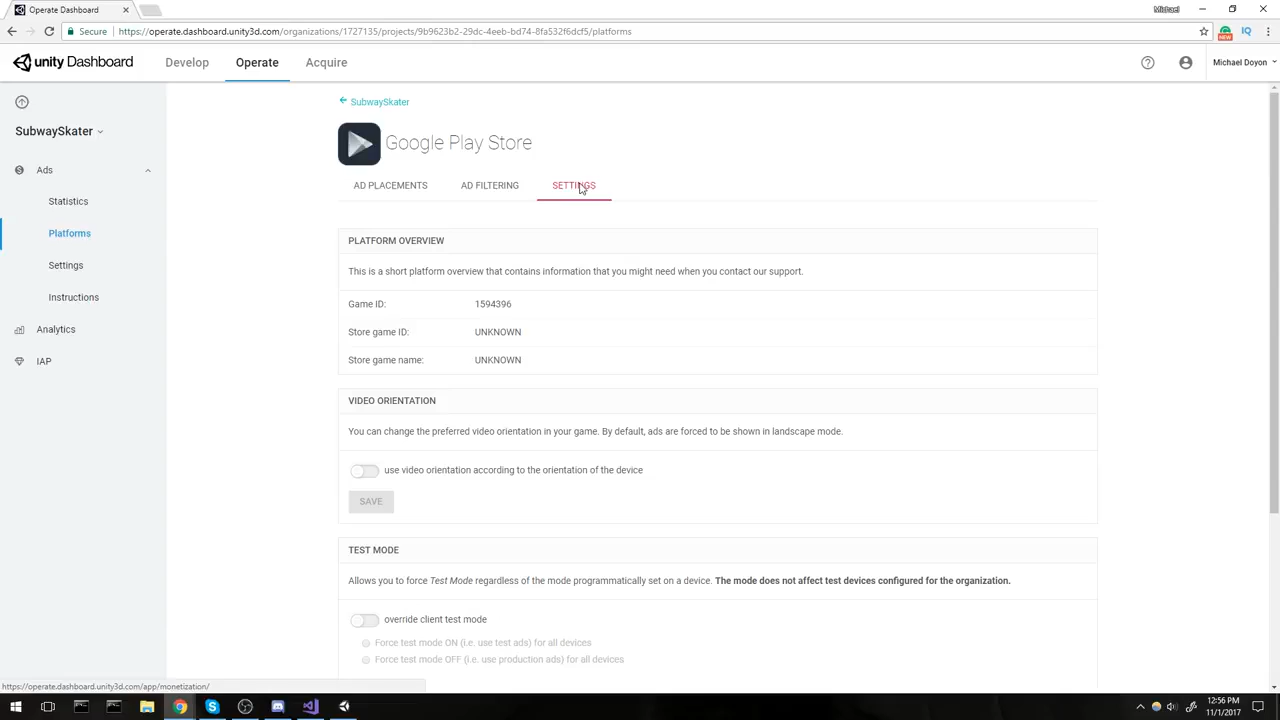 Operate Dashboard
Michael
Secure
https://operate.dashboard.unity3d.com/organizations/1727135/projects/9b9623b2-29dc-4eeb-bd74-8fa532f6dcf5/platforms
NEW
IQ
unity Dashboard
Develop
Operate
Acquire
Michael Doyon
SubwaySkater
Ads
Statistics
Platforms
Settings
Instructions
Analytics
IAP
SubwaySkater
Google Play Store
AD PLACEMENTS
AD FILTERING
SETTINGS
PLATFORM OVERVIEW
This is a short platform overview that contains information that you might need when you contact our support.
Game ID: 1594396
Store game ID: UNKNOWN
Store game name: UNKNOWN
VIDEO ORIENTATION
You can change the preferred video orientation in your game. By default, ads are forced to be shown in landscape mode.
use video orientation according to the orientation of the device
SAVE
TEST MODE
Allows you to force Test Mode regardless of the mode programmatically set on a device. The mode does not affect test devices configured for the organization.
override client test mode
Force test mode ON (i.e. use test ads) for all devices
Force test mode OFF (i.e. use production ads) for all devices
https://operate.dashboard.unity3d.com/app/monetization/
12:56 PM
11/1/2017